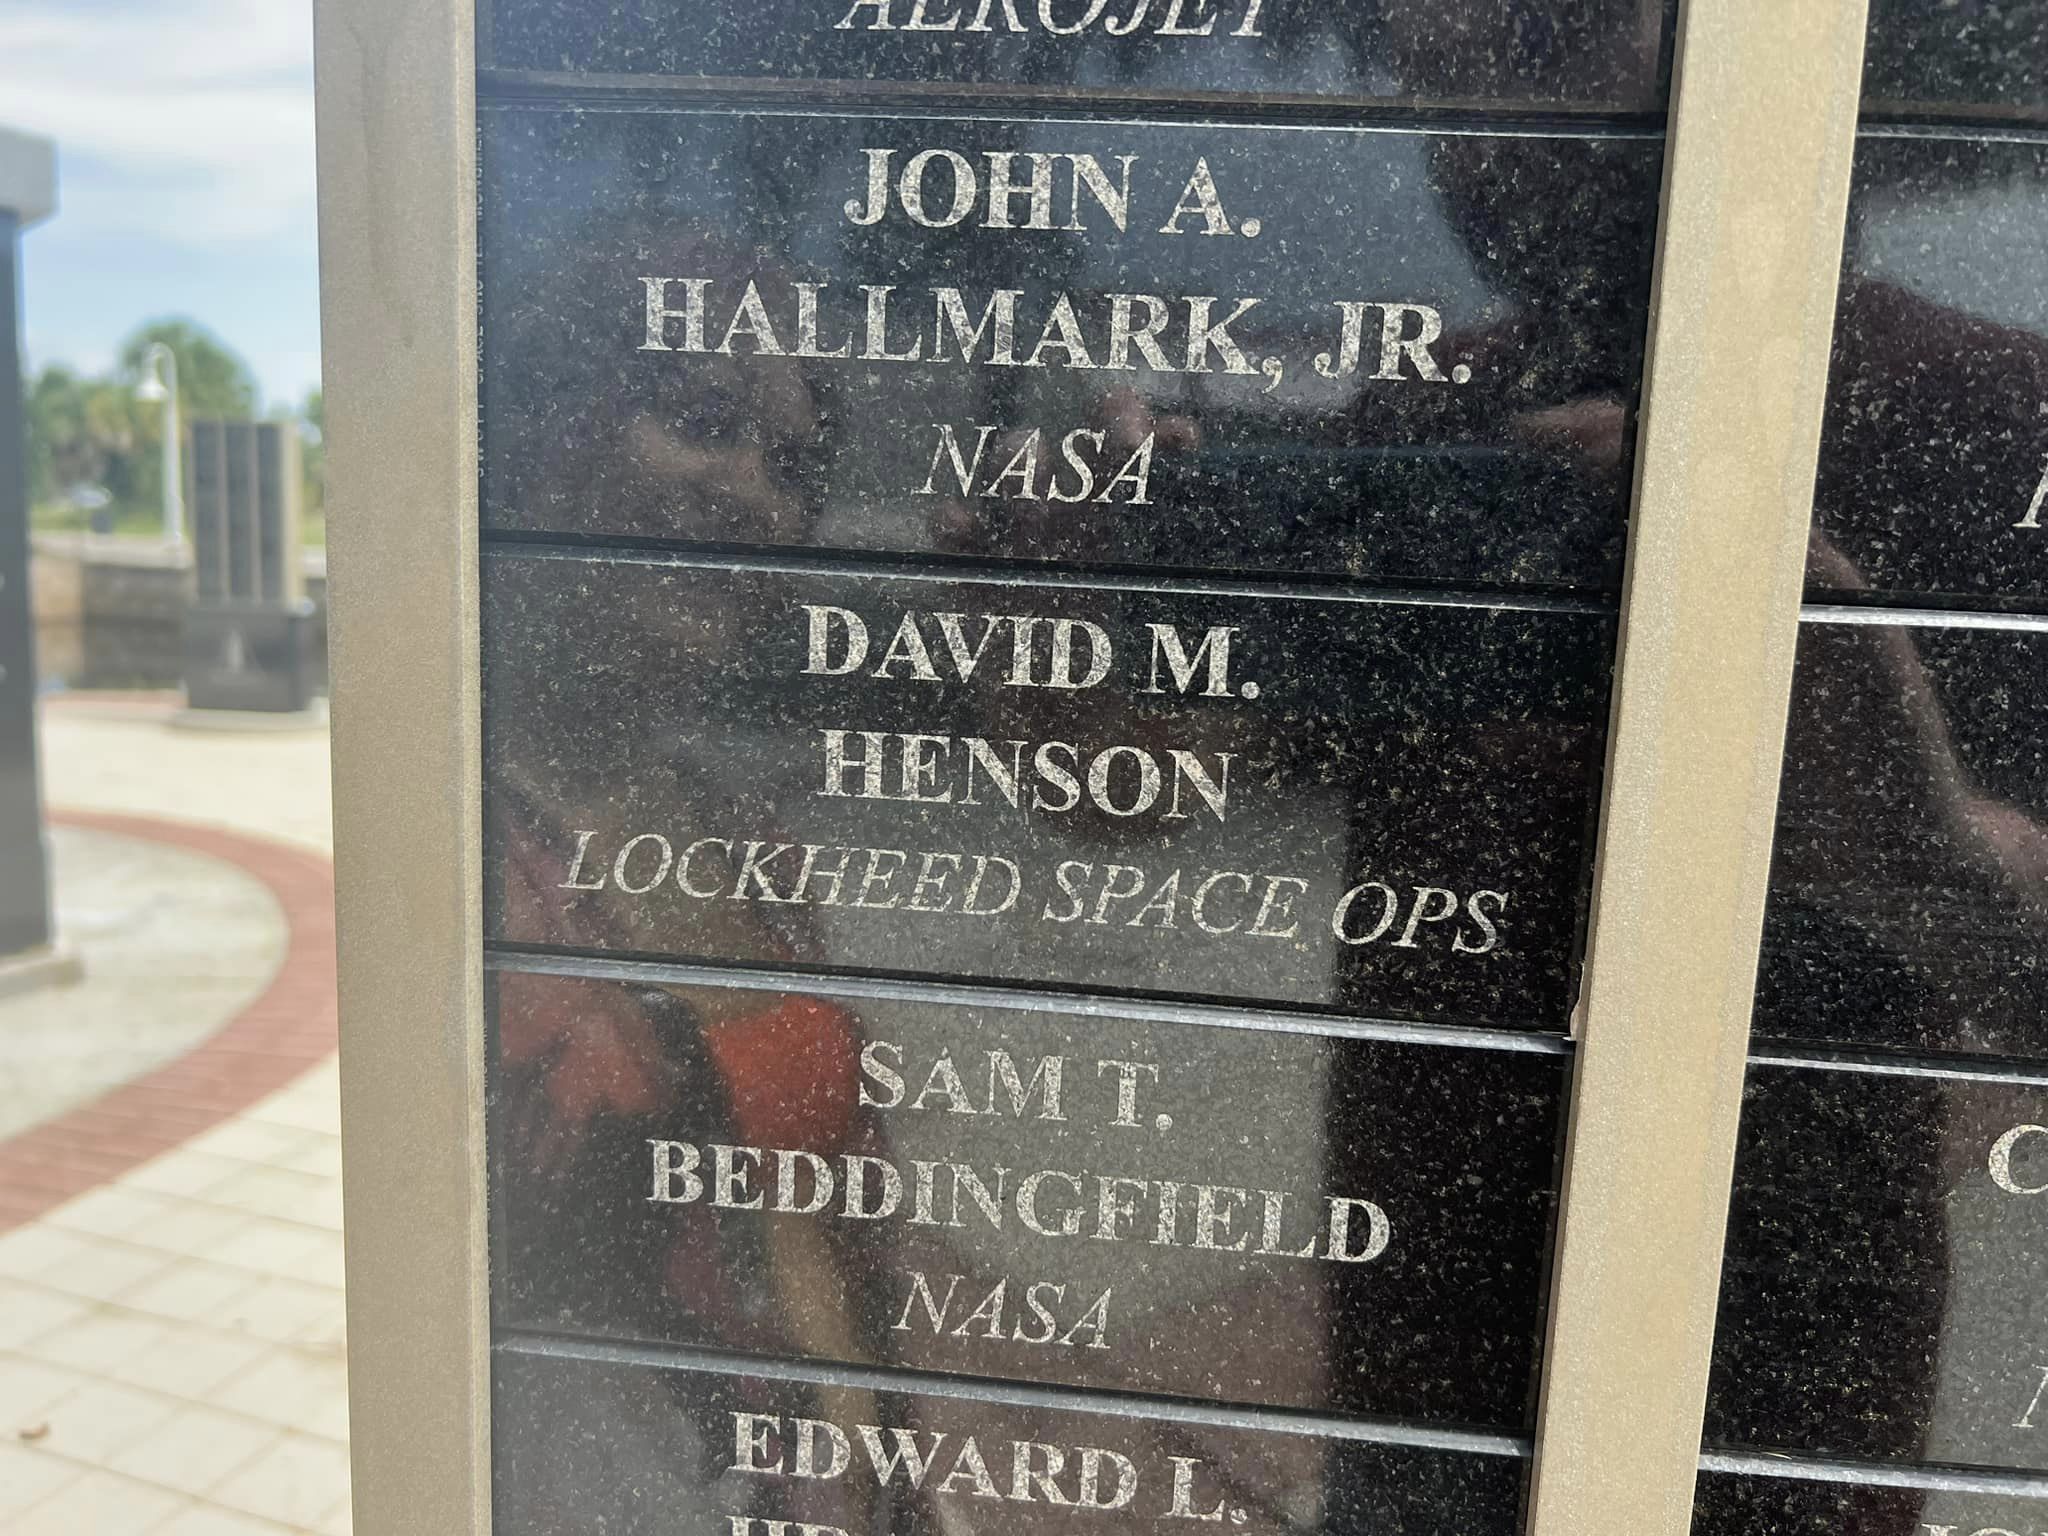 AEROJET
JOHN A.
HALLMARK, JR.
NASA
DAVID M.
HENSON
LOCKHEED SPACE OPS
SAM T.
BEDDINGFIELD
NASA
EDWARD L.